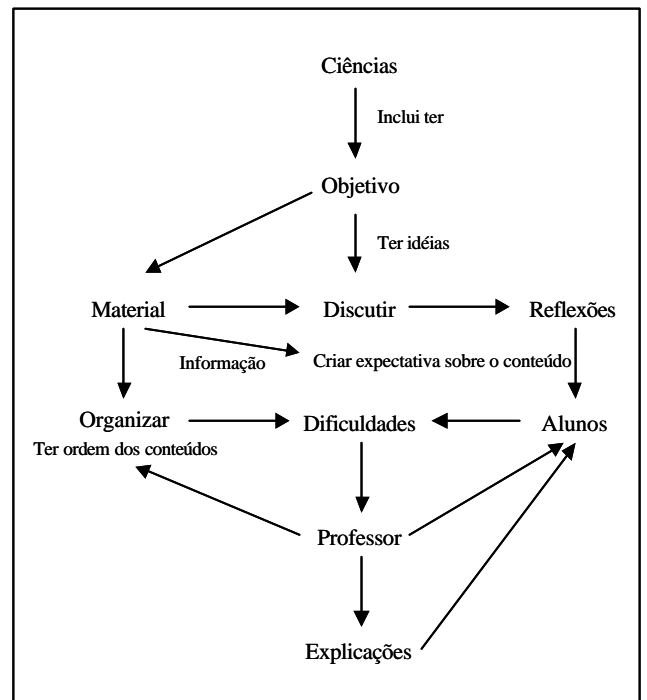 Ciências
Inclui ter
Objetivo
Ter idéias
Material
Discutir
Reflexões
Informação
Criar expectativa sobre o conteúdo
Organizar
Dificuldades
Alunos
Ter ordem dos conteúdos
Professor
Explicações